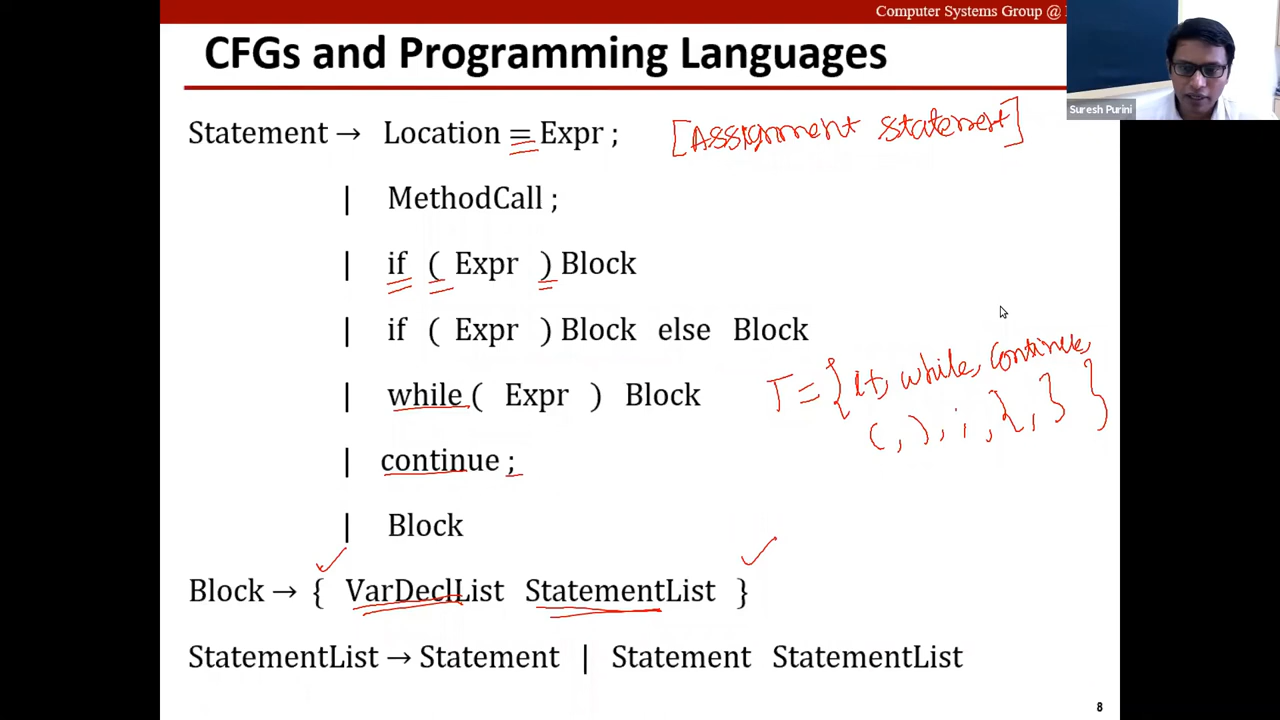 Computer Systems Group @
CFGs and Programming Languages
Suresh Purini
Statement → Location = Expr ; [Assignment statement]
| MethodCall ;
| if ( Expr ) Block
| if ( Expr ) Block else Block
| while ( Expr ) Block
T = { if, while, continue,
(, ), ;, {, } }
| continue ;
| Block
Block → { VarDeclList StatementList }
StatementList → Statement | Statement StatementList
8